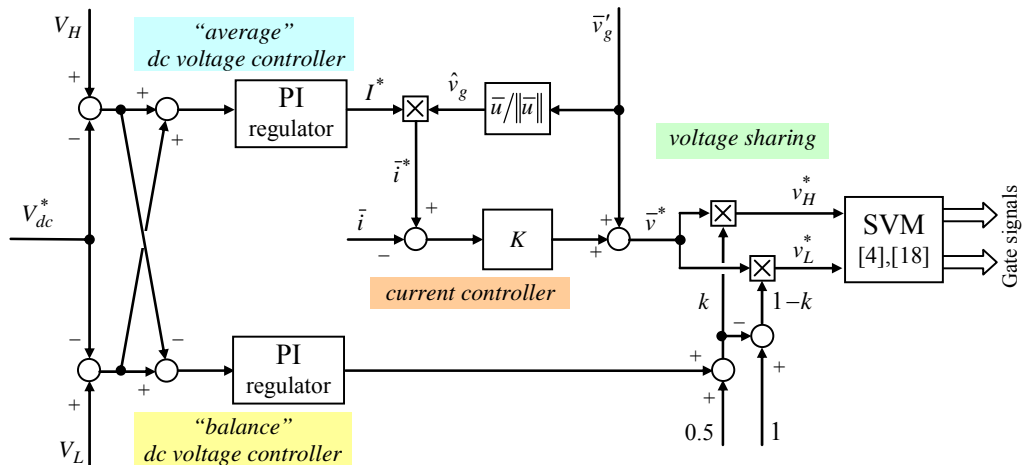 V_H
"average"
dc voltage controller
v̄′_g
+
−
+
+
PI
regulator
I*
v̂_g
ū/‖ū‖
×
ī*
voltage sharing
V*_dc
ī
+
−
K
+
+
v̄*
×
v*_H
v*_L
×
SVM
[4],[18]
Gate signals
current controller
k
1−k
−
+
−
+
−
+
PI
regulator
+
+
−
+
V_L
"balance"
dc voltage controller
0.5
1